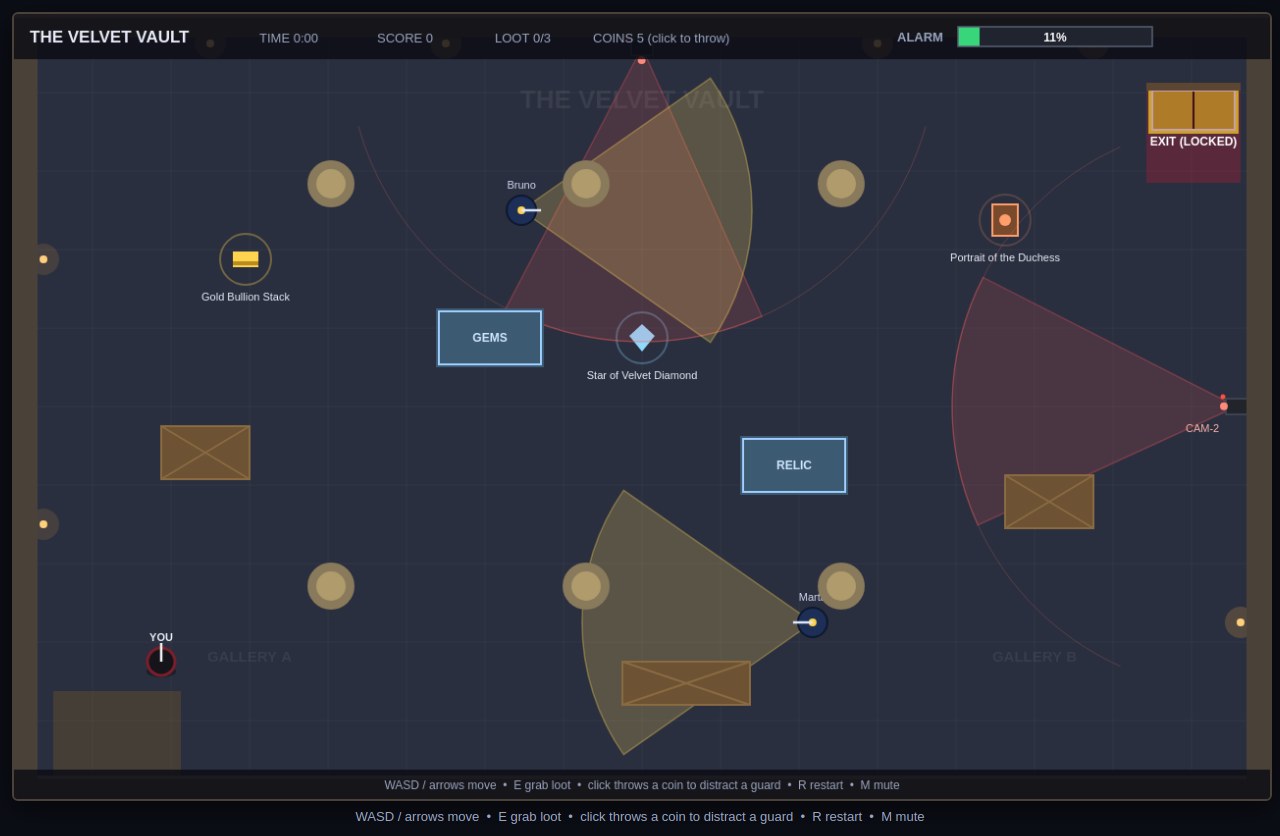 THE VELVET VAULT
TIME 0:00
SCORE 0
LOOT 0/3
COINS 5 (click to throw)
ALARM
11%
THE VELVET VAULT
EXIT (LOCKED)
Bruno
Portrait of the Duchess
Gold Bullion Stack
GEMS
Star of Velvet Diamond
CAM-2
RELIC
YOU
GALLERY A
GALLERY B
WASD / arrows move • E grab loot • click throws a coin to distract a guard • R restart • M mute
WASD / arrows move • E grab loot • click throws a coin to distract a guard • R restart • M mute